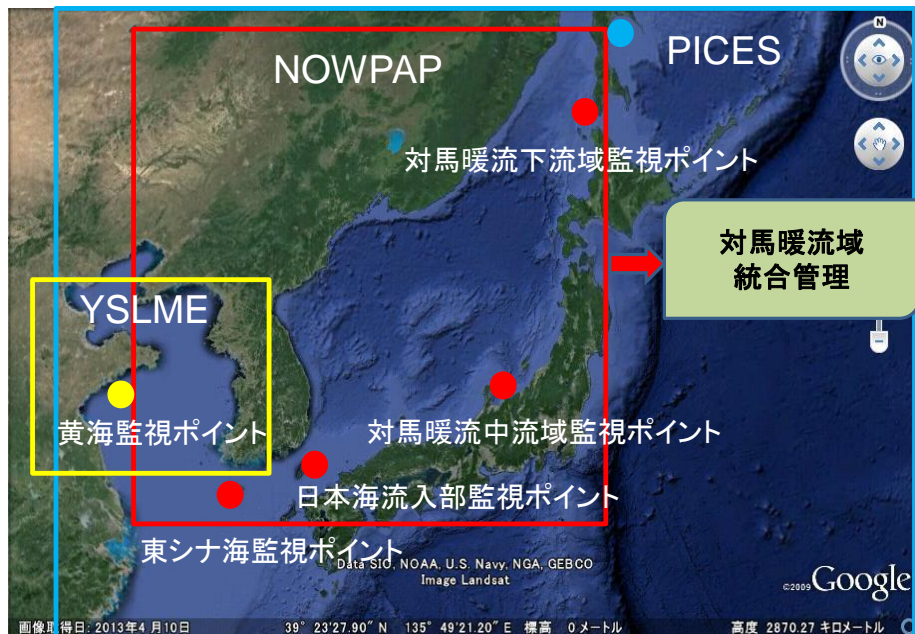 PICES
NOWPAP
N
対馬暖流下流域監視ポイント
対馬暖流域
統合管理
YSLME
黄海監視ポイント
対馬暖流中流域監視ポイント
日本海流入部監視ポイント
東シナ海監視ポイント
Data SIO, NOAA, U.S. Navy, NGA, GEBCO
Image Landsat
©2009 Google
画像取得日: 2013年4月10日 39° 23'27.90" N 135° 49'21.20" E 標高 0メートル 高度 2870.27 キロメートル